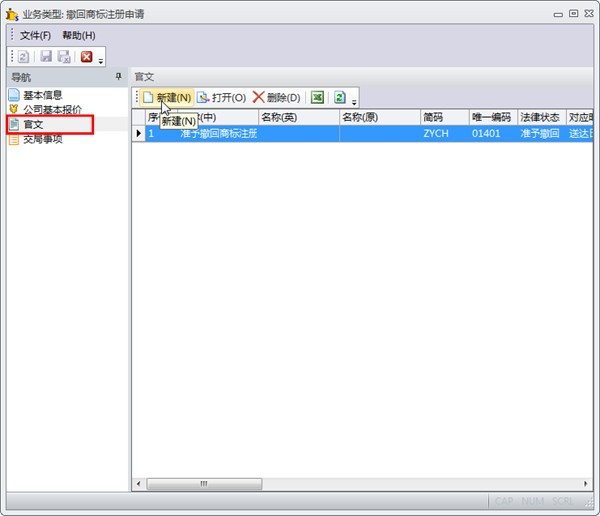 业务类型: 撤回商标注册申请
文件(F) 帮助(H)
导航
官文
基本信息
公司基本报价
官文
交局事项
新建(N) 打开(O) 删除(D)
名称(英) 名称(原) 简码 唯一编码 法律状态
(中)
1 准予撤回商标注册 ZYCH 01401 准予撤回 送达
新建(N)
CAP NUM SCRL